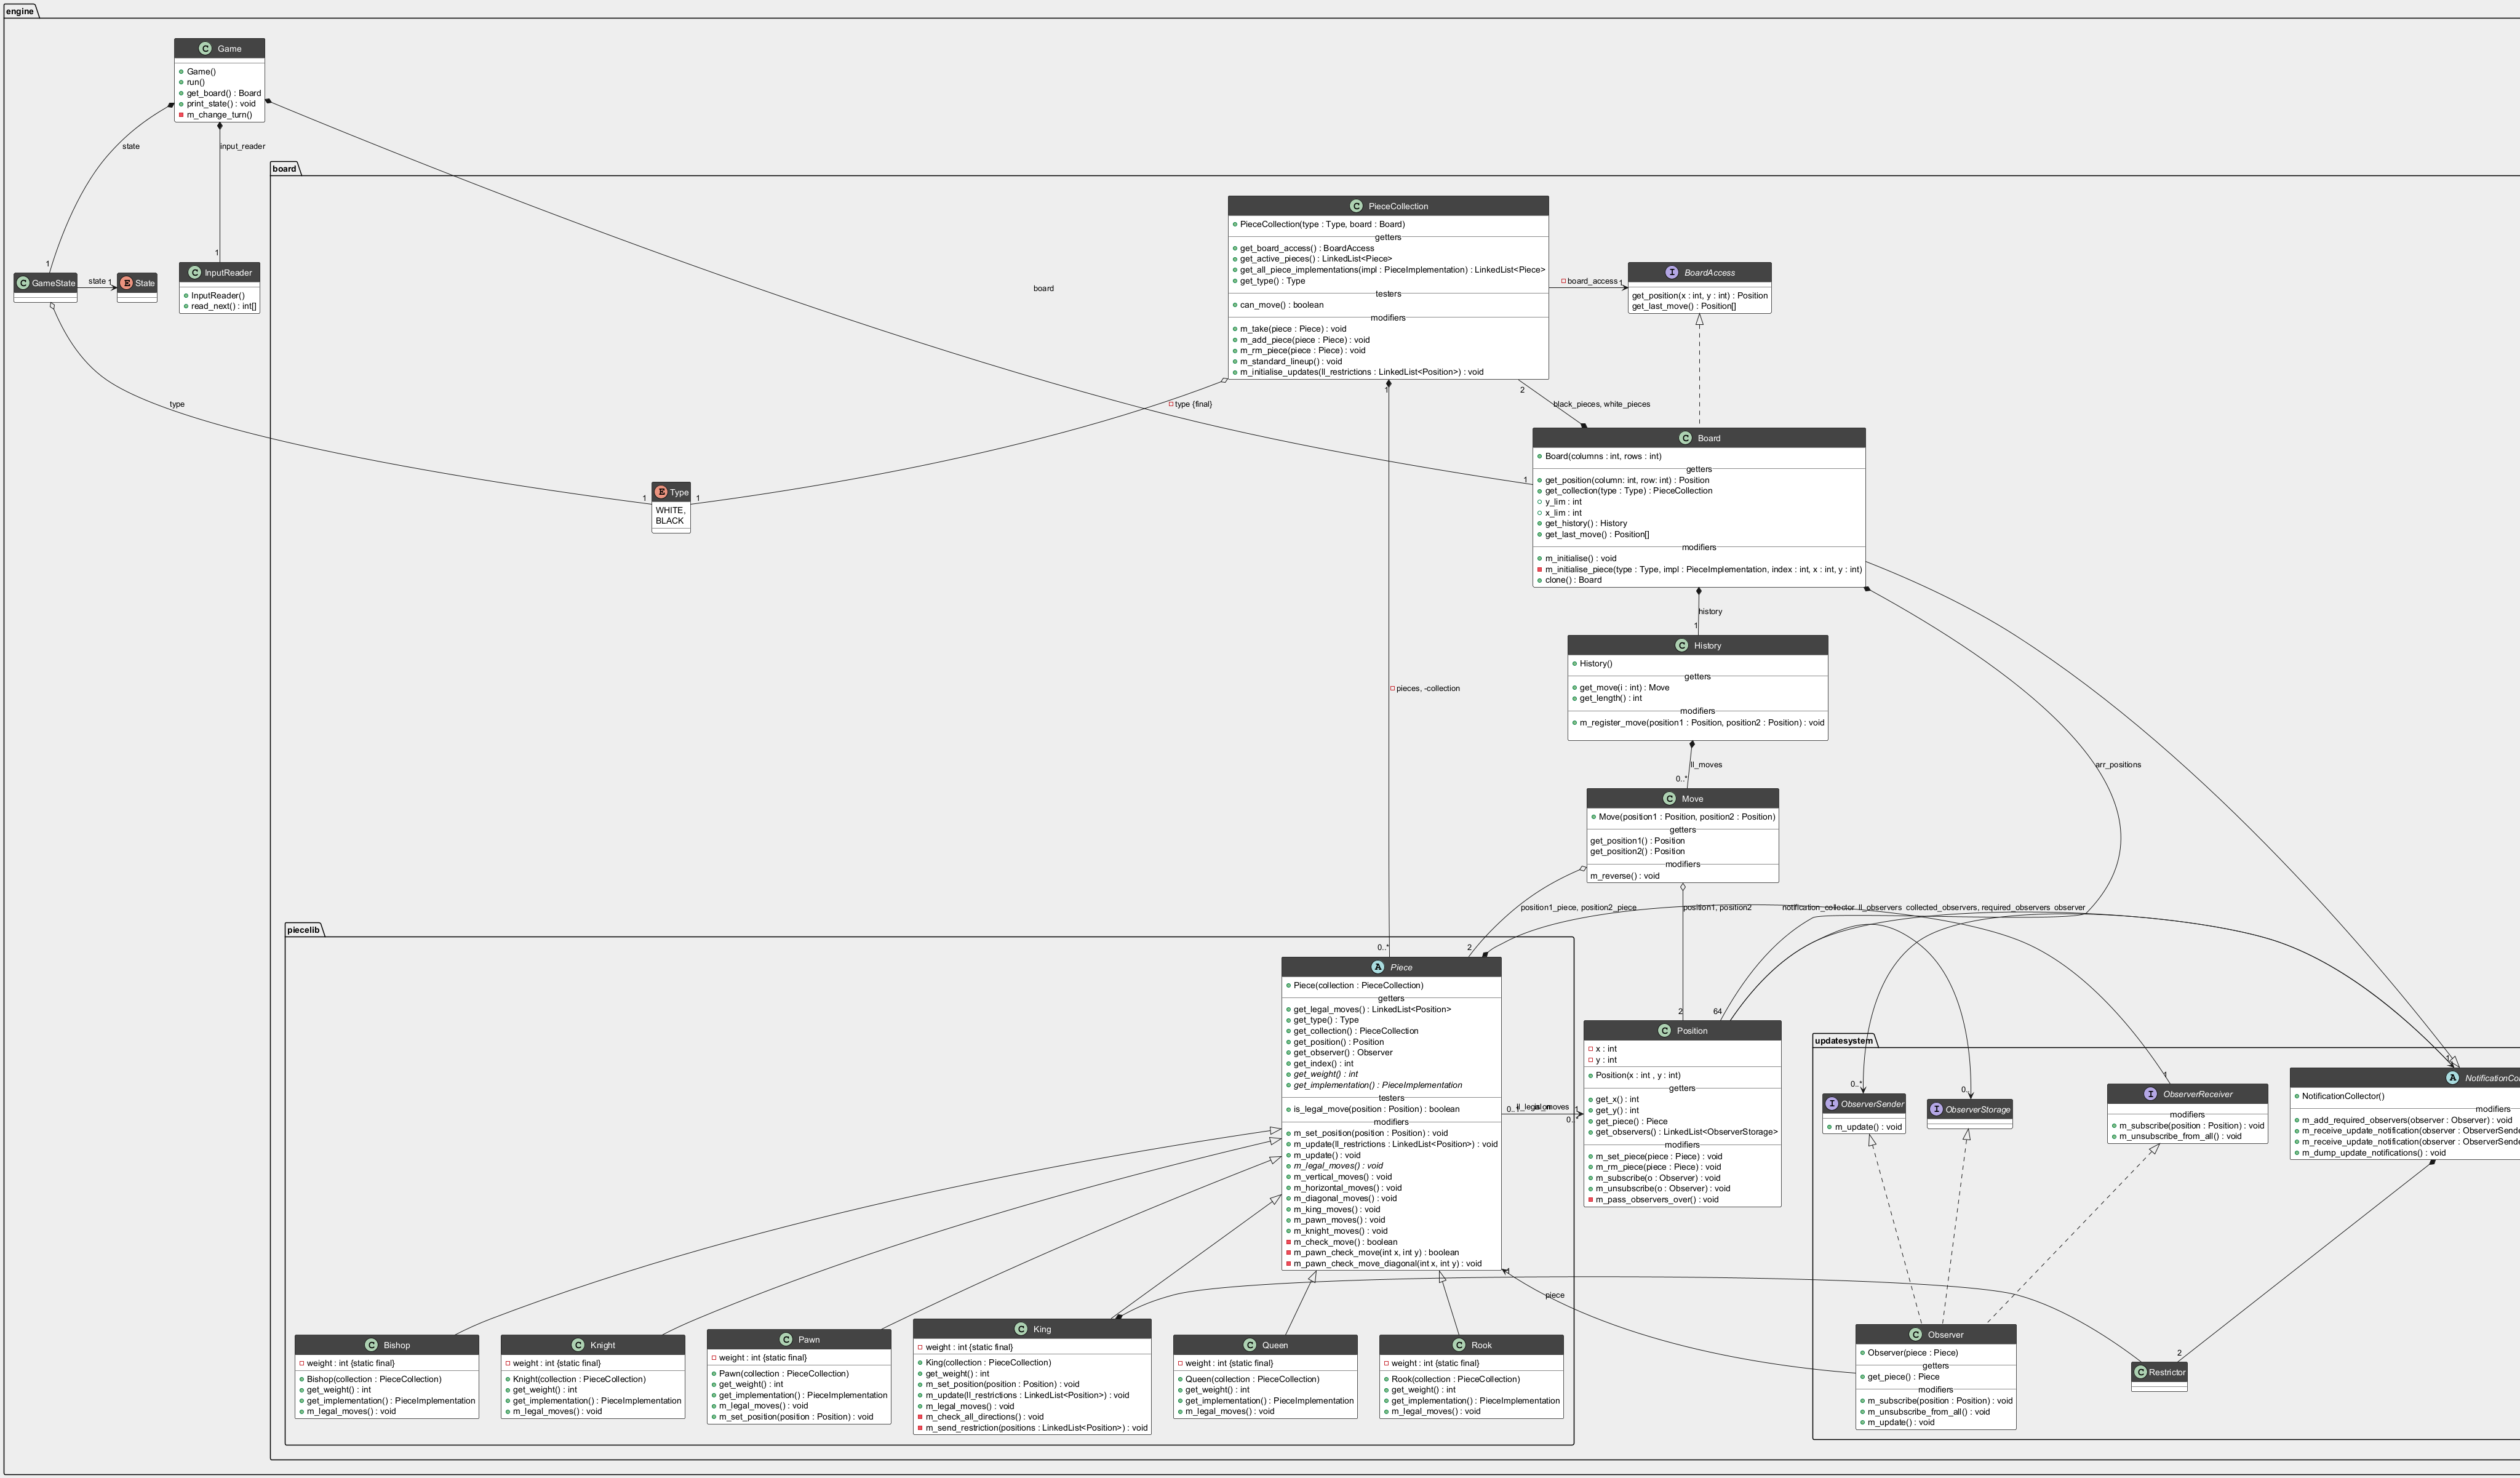 engine
C Game
Game()
run()
get_board() : Board
print_state() : void
m_change_turn()
state
input_reader
board
1
1
C GameState
state
1
E State
C InputReader
InputReader()
read_next() : int[]
type
board
C PieceCollection
PieceCollection(type : Type, board : Board)
getters
get_board_access() : BoardAccess
get_active_pieces() : LinkedList<Piece>
get_all_piece_implementations(impl : PieceImplementation) : LinkedList<Piece>
get_type() : Type
testers
can_move() : boolean
modifiers
m_take(piece : Piece) : void
m_add_piece(piece : Piece) : void
m_rm_piece(piece : Piece) : void
m_standard_lineup() : void
m_initialise_updates(ll_restrictions : LinkedList<Position>) : void
board_access
1
I BoardAccess
get_position(x : int, y : int) : Position
get_last_move() : Position[]
1
2
type {final}
black_pieces, white_pieces
1
1
E Type
WHITE,
BLACK
1
C Board
Board(columns : int, rows : int)
getters
get_position(column: int, row: int) : Position
get_collection(type : Type) : PieceCollection
y_lim : int
x_lim : int
get_history() : History
get_last_move() : Position[]
modifiers
m_initialise() : void
m_initialise_piece(type : Type, impl : PieceImplementation, index : int, x : int, y : int)
clone() : Board
history
1
C History
History()
getters
get_move(i : int) : Move
get_length() : int
modifiers
m_register_move(position1 : Position, position2 : Position) : void
pieces, -collection
ll_moves
0..*
arr_positions
C Move
Move(position1 : Position, position2 : Position)
getters
get_position1() : Position
get_position2() : Position
modifiers
m_reverse() : void
position1_piece, position2_piece
position1, position2
notification_collector
ll_observers
collected_observers, required_observers
observer
piecelib
0..*
2
A Piece
Piece(collection : PieceCollection)
getters
get_legal_moves() : LinkedList<Position>
get_type() : Type
get_collection() : PieceCollection
get_position() : Position
get_observer() : Observer
get_index() : int
get_weight() : int
get_implementation() : PieceImplementation
testers
is_legal_move(position : Position) : boolean
modifiers
m_set_position(position : Position) : void
m_update(ll_restrictions : LinkedList<Position>) : void
m_update() : void
m_legal_moves() : void
m_vertical_moves() : void
m_horizontal_moves() : void
m_diagonal_moves() : void
m_king_moves() : void
m_pawn_moves() : void
m_knight_moves() : void
m_check_move() : boolean
m_pawn_check_move(int x, int y) : boolean
m_pawn_check_move_diagonal(int x, int y) : void
2
64
C Position
x : int
y : int
Position(x : int , y : int)
getters
get_x() : int
get_y() : int
get_piece() : Piece
get_observers() : LinkedList<ObserverStorage>
modifiers
m_set_piece(piece : Piece) : void
m_rm_piece(piece : Piece) : void
m_subscribe(o : Observer) : void
m_unsubscribe(o : Observer) : void
m_pass_observers_over() : void
updatesystem
0..*
I ObserverSender
m_update() : void
I ObserverStorage
1
I ObserverReceiver
modifiers
m_subscribe(position : Position) : void
m_unsubscribe_from_all() : void
A
NotificationCollector()
modifiers
m_add_required_observers(observer : Observer) : void
m_receive_update_notification(observer :
m_receive_update_notification(observer :
m_dump_update_notifications() : void
piece
C Bishop
weight : int {static final}
Bishop(collection : PieceCollection)
get_weight() : int
get_implementation() : PieceImplementation
m_legal_moves() : void
C Knight
weight : int {static final}
Knight(collection : PieceCollection)
get_weight() : int
get_implementation() : PieceImplementation
m_legal_moves() : void
C Pawn
weight : int {static final}
Pawn(collection : PieceCollection)
get_weight() : int
get_implementation() : PieceImplementation
m_legal_moves() : void
m_set_position(position : Position) : void
C King
weight : int {static final}
King(collection : PieceCollection)
get_weight() : int
m_set_position(position : Position) : void
m_update(ll_restrictions : LinkedList<Position>) : void
m_legal_moves() : void
m_check_all_directions() : void
m_send_restriction(positions : LinkedList<Position>) : void
C Queen
weight : int {static final}
Queen(collection : PieceCollection)
get_weight() : int
get_implementation() : PieceImplementation
m_legal_moves() : void
C Rook
weight : int {static final}
Rook(collection : PieceCollection)
get_weight() : int
get_implementation() : PieceImplementation
m_legal_moves() : void
C Observer
Observer(piece : Piece)
getters
get_piece() : Piece
modifiers
m_subscribe(position : Position) : void
m_unsubscribe_from_all() : void
m_update() : void
2
C Restrictor